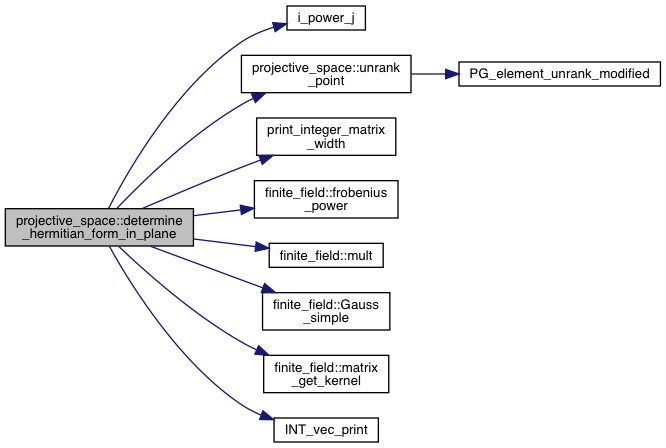 i_power_j
projective_space::unrank
_point
PG_element_unrank_modified
print_integer_matrix
_width
finite_field::frobenius
_power
projective_space::determine
_hermitian_form_in_plane
finite_field::mult
finite_field::Gauss
_simple
finite_field::matrix
_get_kernel
INT_vec_print